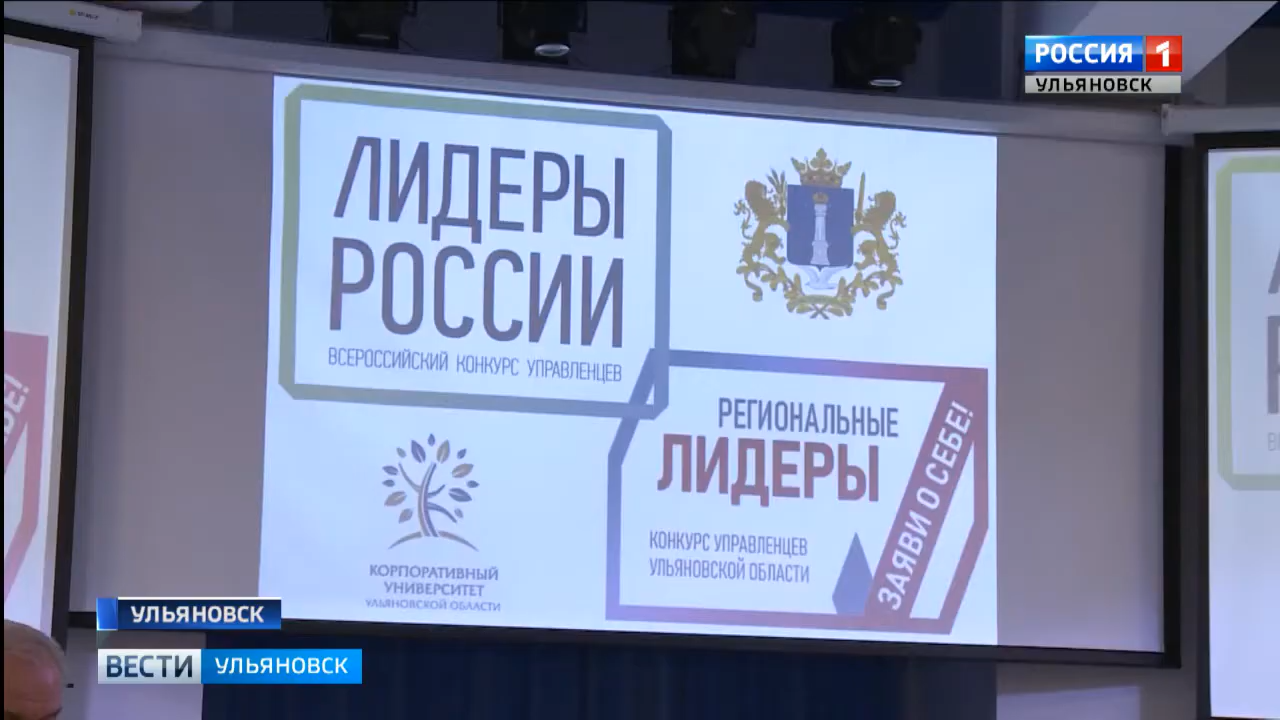 РОССИЯ 1
УЛЬЯНОВСК
ЛИДЕРЫ
РОССИИ
ВСЕРОССИЙСКИЙ КОНКУРС УПРАВЛЕНЦЕВ
РЕГИОНАЛЬНЫЕ
ЛИДЕРЫ
КОНКУРС УПРАВЛЕНЦЕВ
УЛЬЯНОВСКОЙ ОБЛАСТИ
ЗАЯВИ О СЕБЕ!
КОРПОРАТИВНЫЙ
УНИВЕРСИТЕТ
УЛЬЯНОВСКОЙ ОБЛАСТИ
УЛЬЯНОВСК
ВЕСТИ УЛЬЯНОВСК